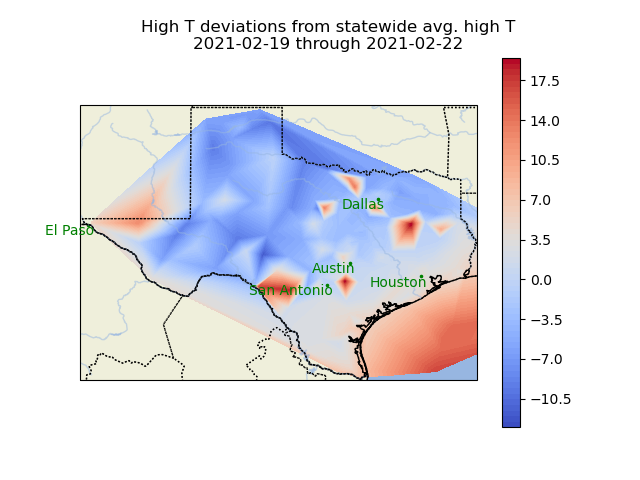 High T deviations from statewide avg. high T
2021-02-19 through 2021-02-22
17.5
14.0
10.5
7.0
3.5
0.0
−3.5
−7.0
−10.5
Dallas
El Paso
Austin
Houston
San Antonio